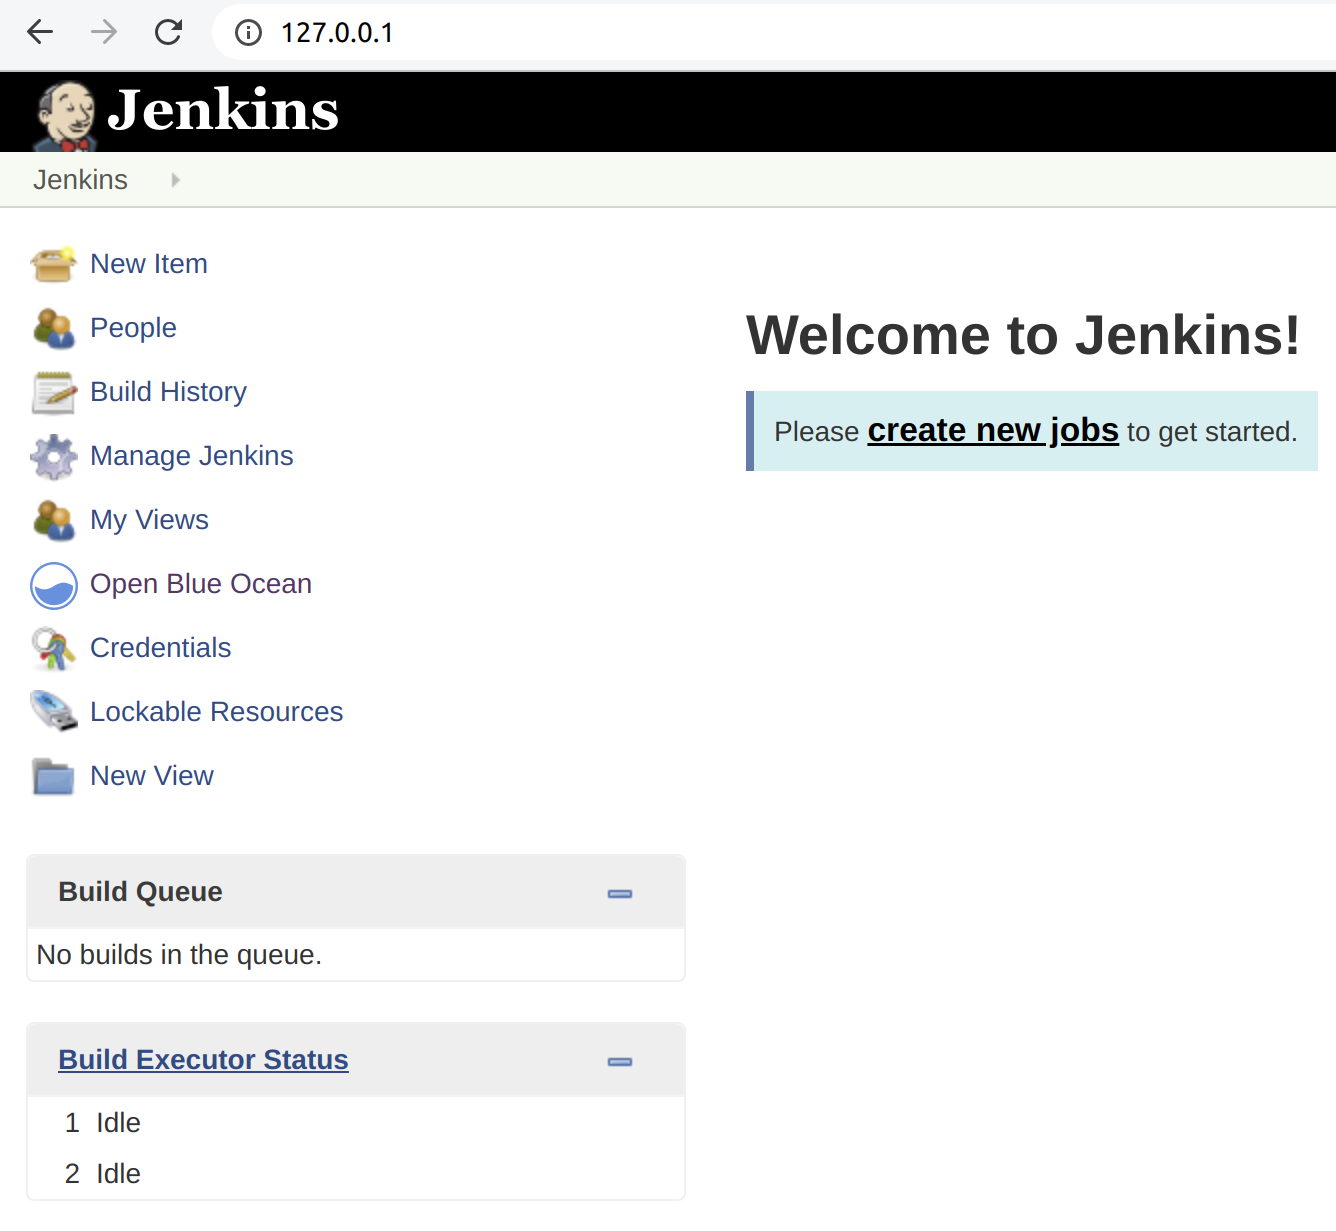 127.0.0.1
Jenkins
Jenkins
New Item
People
Build History
Manage Jenkins
My Views
Open Blue Ocean
Credentials
Lockable Resources
New View
Build Queue
No builds in the queue.
Build Executor Status
1 Idle
2 Idle
Welcome to Jenkins!
Please create new jobs to get started.